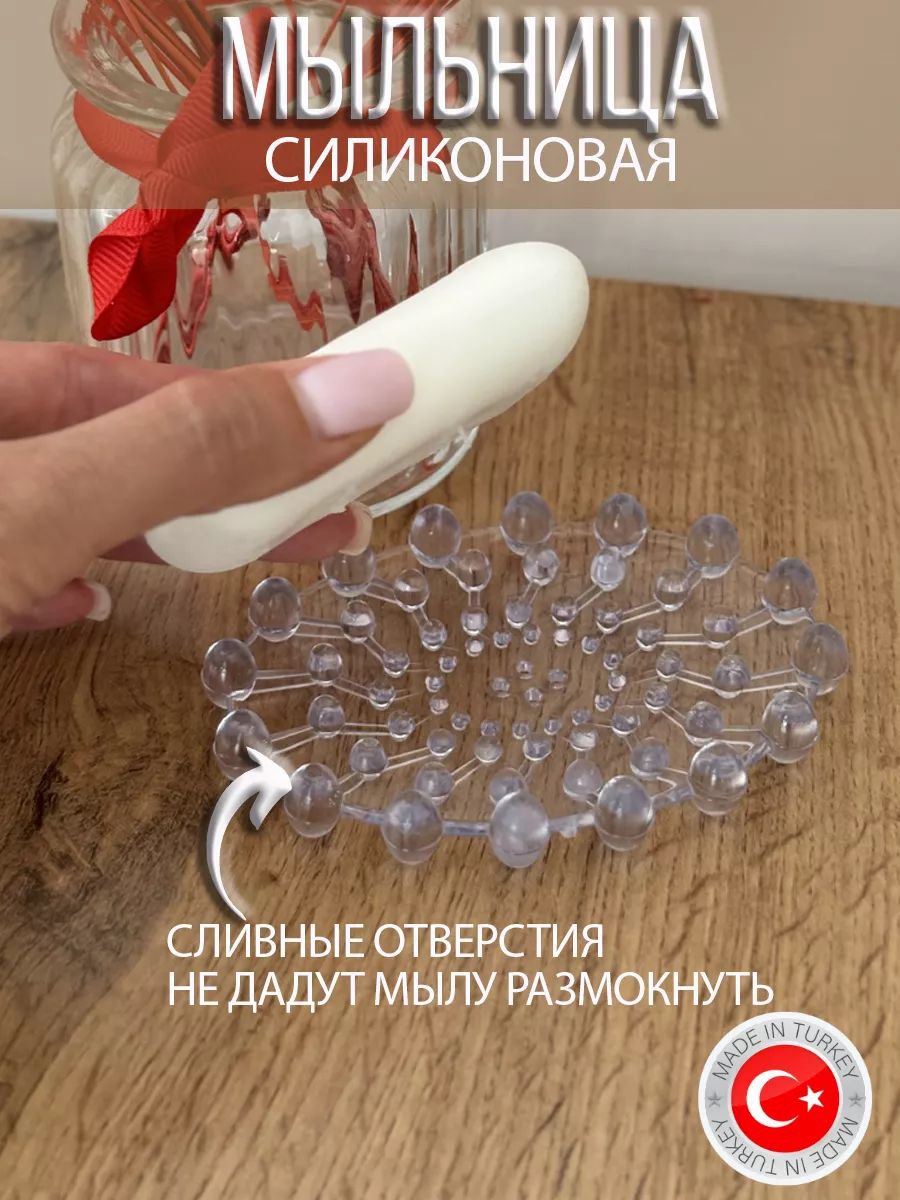 МЫЛЬНИЦА
СИЛИКОНОВАЯ
СЛИВНЫЕ ОТВЕРСТИЯ
НЕ ДАДУТ МЫЛУ РАЗМОКНУТЬ
MADE IN TURKEY
MADE IN TURKEY